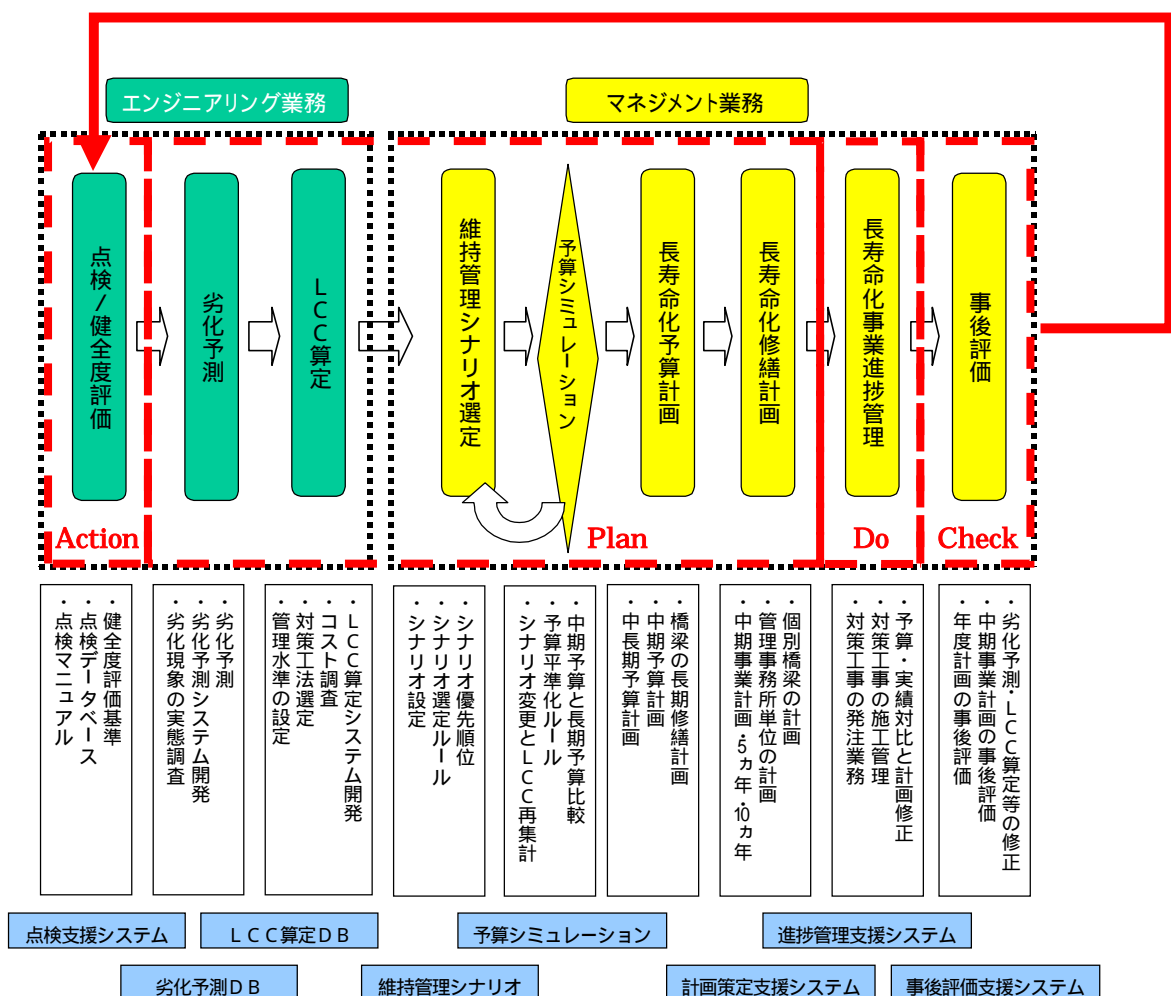 エンジニアリング業務
マネジメント業務
点検/健全度評価
劣化予測
LCC算定
維持管理シナリオ選定
予算シミュレーション
長寿命化予算計画
長寿命化修繕計画
長寿命化事業進捗管理
事後評価
Action
Plan
Do
Check
・健全度評価基準
・点検データベース
・点検マニュアル
・劣化予測
・劣化予測システム開発
・劣化現象の実態調査
・LCC算定システム開発
・コスト調査
・対策工法選定
・管理水準の設定
・シナリオ優先順位
・シナリオ選定ルール
・シナリオ設定
・中期予算と長期予算比較
・予算平準化ルール
・シナリオ変更とLCC再集計
・橋梁の長期修繕計画
・中期予算計画
・中長期予算計画
・個別橋梁の計画
・管理事務所単位の計画
・中期事業計画・5ヵ年・10ヵ年
・予算・実績対比と計画修正
・対策工事の施工管理
・対策工事の発注業務
・劣化予測・LCC算定等の修正
・中期事業計画の事後評価
・年度計画の事後評価
点検支援システム
LCC算定DB
予算シミュレーション
進捗管理支援システム
劣化予測DB
維持管理シナリオ
計画策定支援システム
事後評価支援システム